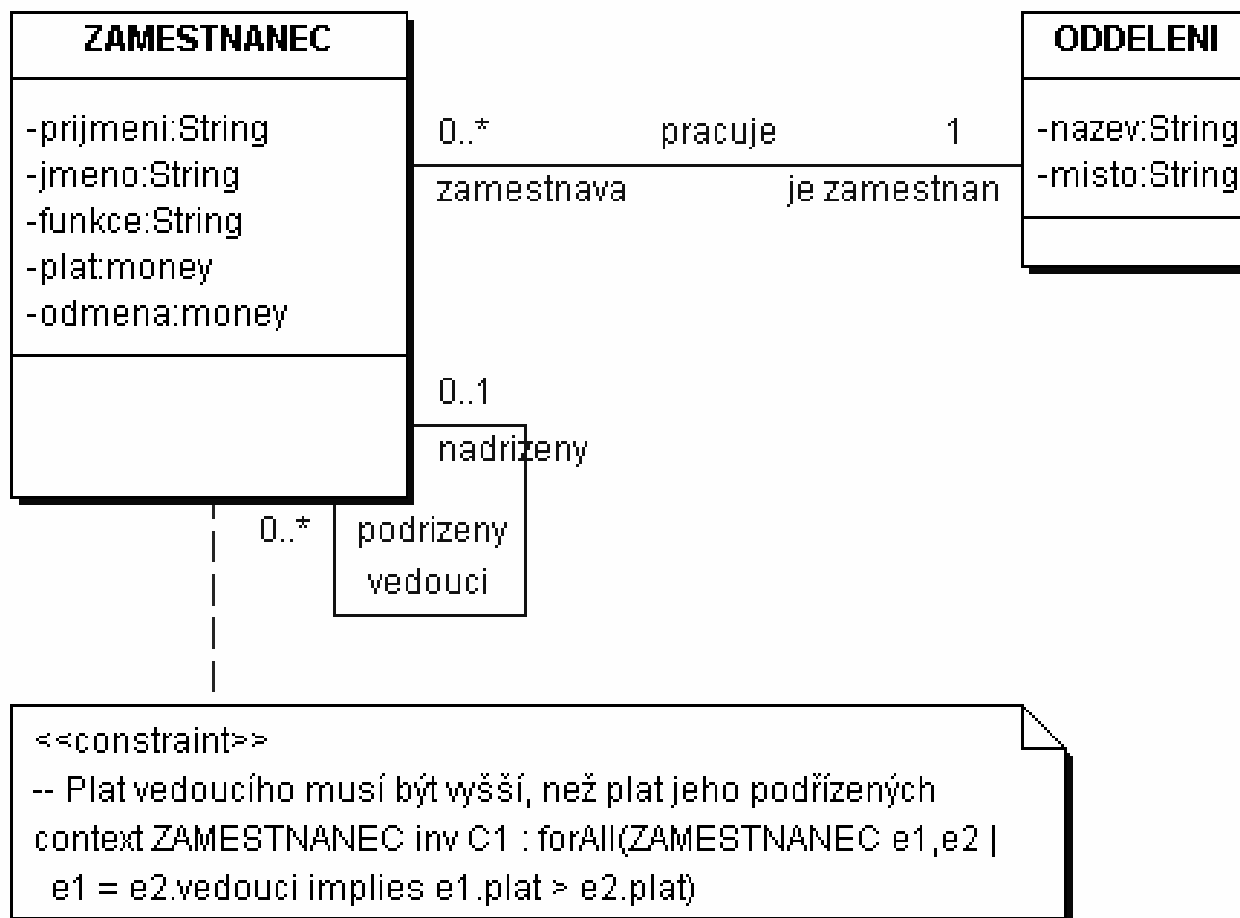 ZAMESTNANEC
-prijmeni:String
-jmeno:String
-funkce:String
-plat:money
-odmena:money
0..* pracuje 1
zamestnava je zamestnan
ODDELENI
-nazev:String
-misto:String
0..1
nadrizeny
0..* podrizeny
vedouci
<<constraint>>
-- Plat vedoucího musí být vyšší, než plat jeho podřízených
context ZAMESTNANEC inv C1 : forAll(ZAMESTNANEC e1,e2 |
e1 = e2.vedouci implies e1.plat > e2.plat)